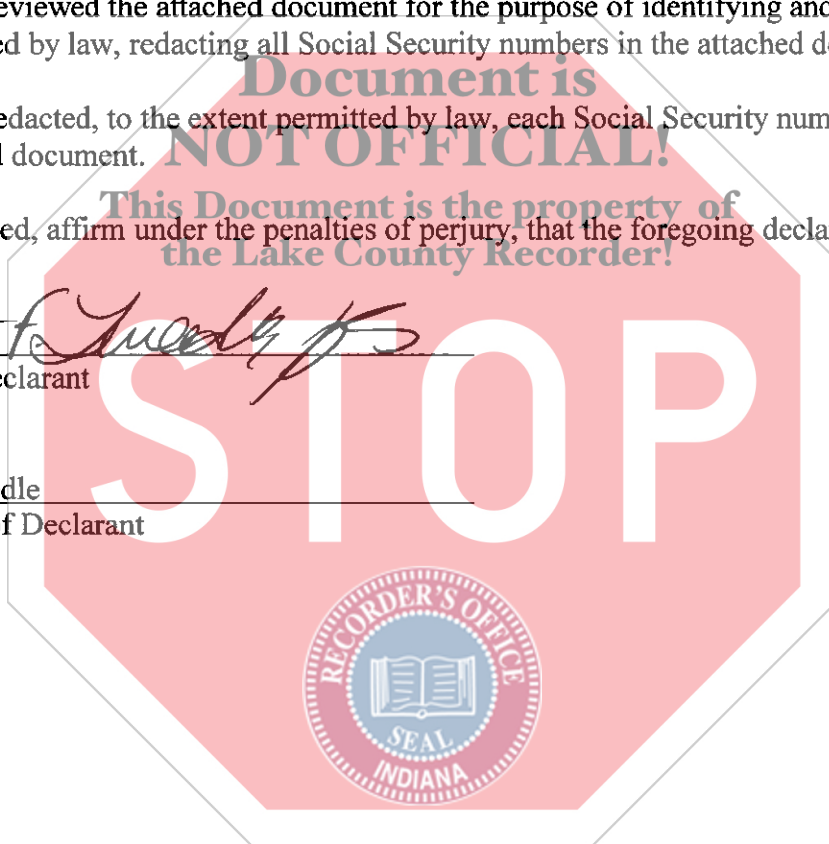 eviewed the attached document for the purpose of identifying and
ed by law, redacting all Social Security numbers in the attached d
Document is
edacted, to the extent permitted by law, each Social Security num
NOT OFFICIAL!
document.
This Document is the property of
ed, affirm under the penalties of perjury, that the foregoing decla
the Lake County Recorder!
eclarant
STOP
dle
f Declarant
RECORDER'S OFFICE
SEAL
INDIANA